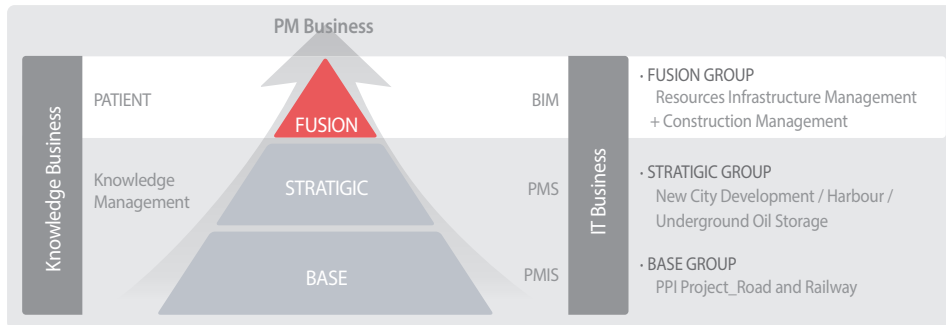 PM Business
Knowledge Business
PATIENT
Knowledge
Management
FUSION
STRATIGIC
BASE
BIM
PMS
PMIS
IT Business
· FUSION GROUP
Resources Infrastructure Management
+ Construction Management
· STRATIGIC GROUP
New City Development / Harbour /
Underground Oil Storage
· BASE GROUP
PPI Project_Road and Railway